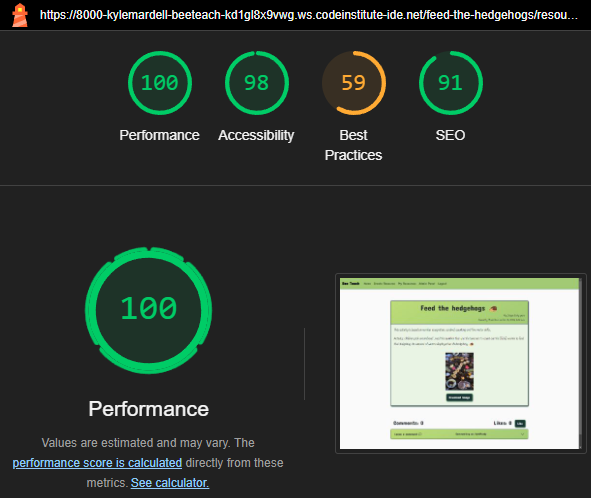 https://8000-kylemardell-beeteach-kd1gl8x9vwg.ws.codeinstitute-ide.net/feed-the-hedgehogs/resou...
100 98 59 91
Performance Accessibility Best Practices SEO
100
Performance
Values are estimated and may vary. The
performance score is calculated directly from these
metrics. See calculator.
Bee Teach
Feed the hedgehogs
Comments: 0 Likes: 0